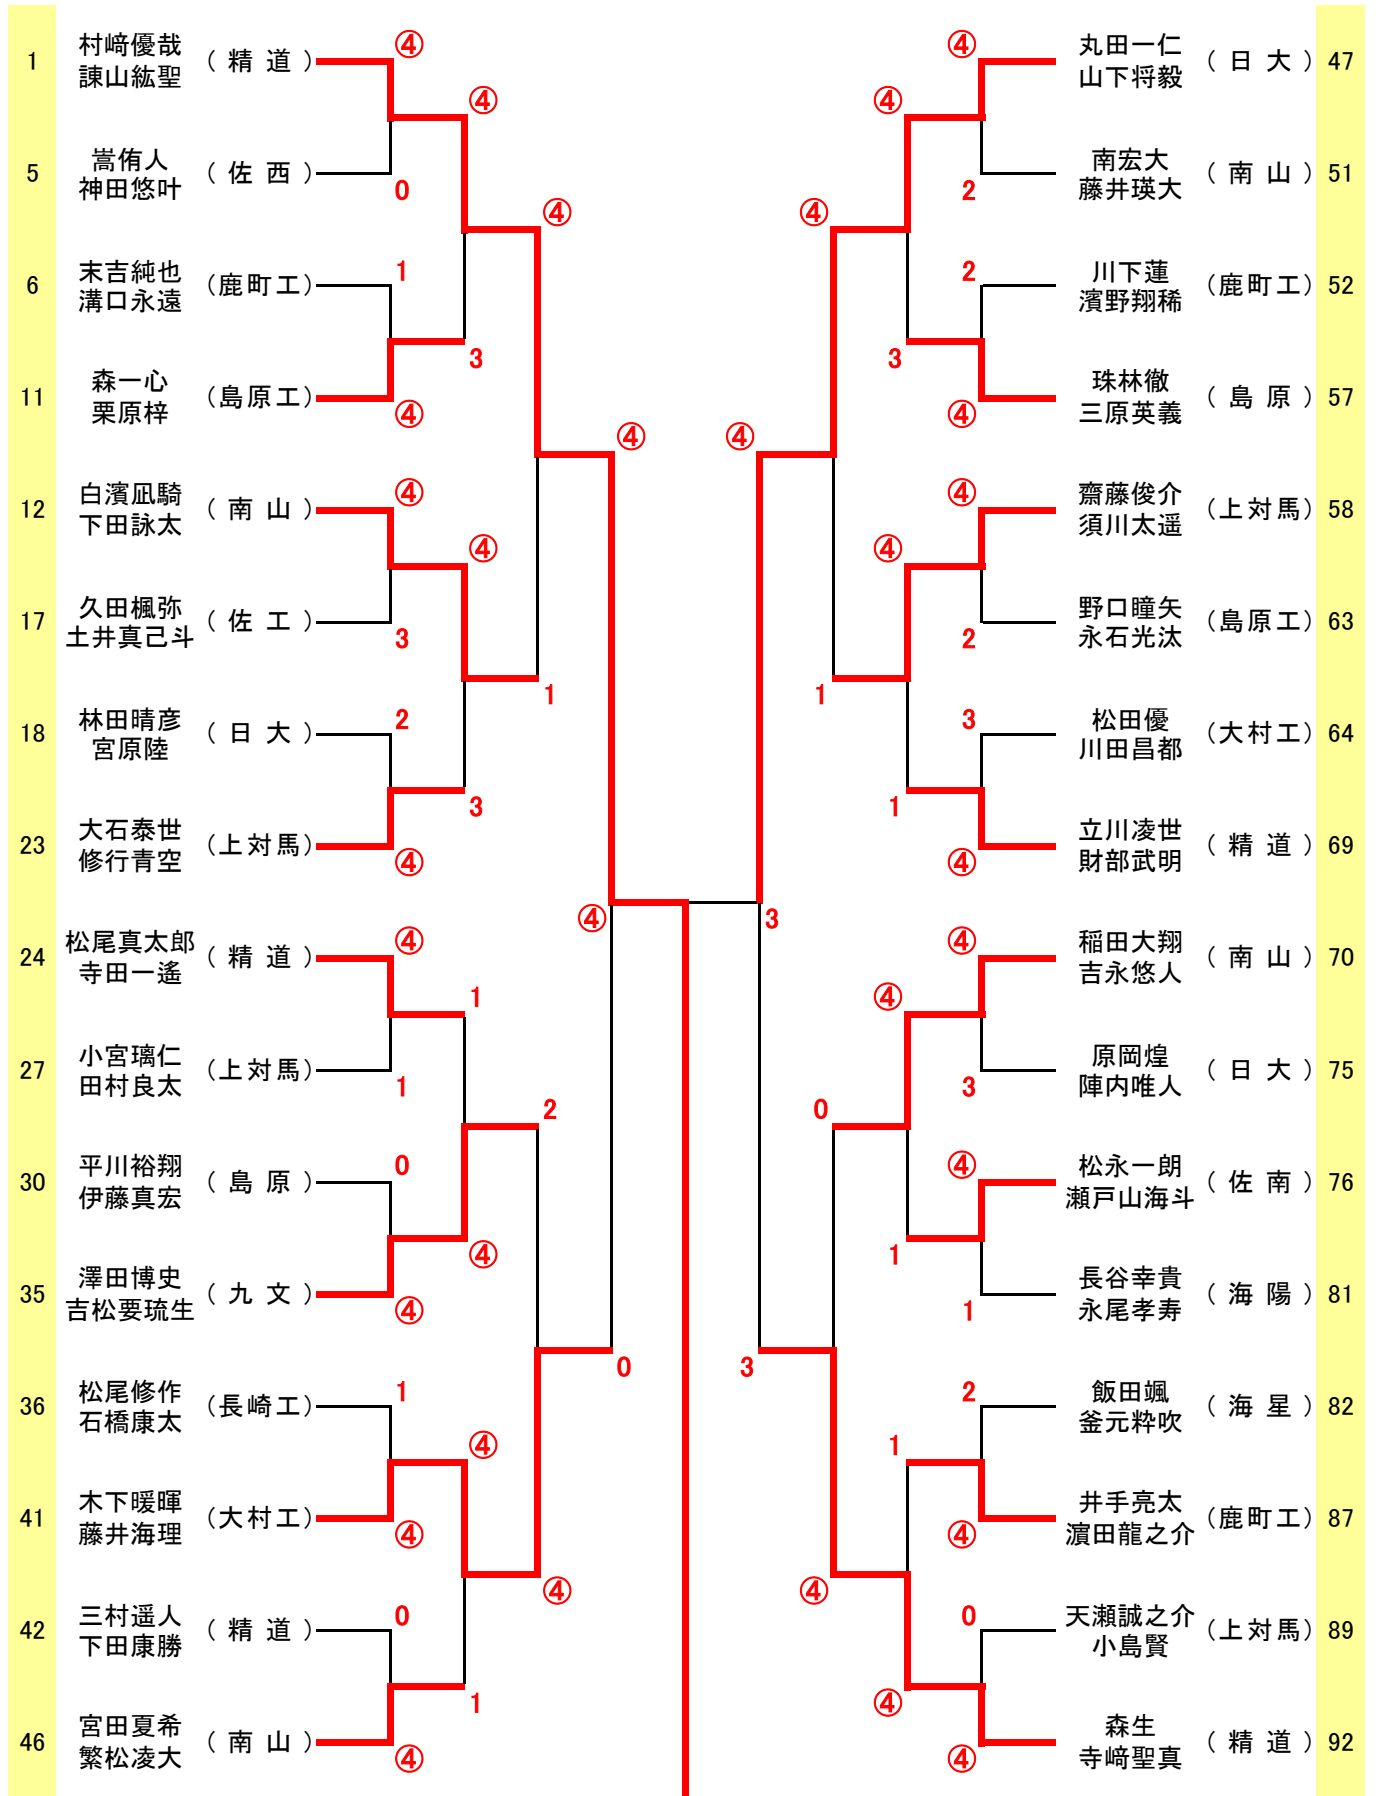 1 村﨑優哉 諌山紘聖 （ 精 道 ） ④
④
5 嵩侑人 神田悠叶 （ 佐 西 ） 0
④
6 末吉純也 溝口永遠 （鹿町工） 1
3
11 森一心 栗原梓 （島原工） ④
④
12 白濱凪騎 下田詠太 （ 南 山 ） ④
④
17 久田楓弥 土井真己斗 （ 佐 工 ） 3
1
18 林田晴彦 宮原陸 （ 日 大 ） 2
3
23 大石泰世 修行青空 （上対馬） ④
④
24 松尾真太郎 寺田一遙 （ 精 道 ） ④
1
27 小宮璃仁 田村良太 （上対馬） 1
2
30 平川裕翔 伊藤真宏 （ 島 原 ） 0
④
35 澤田博史 吉松要琉生 （ 九 文 ） ④
0
36 松尾修作 石橋康太 （長崎工） 1
④
41 木下暖暉 藤井海理 （大村工） ④
④
42 三村遥人 下田康勝 （ 精 道 ） 0
1
46 宮田夏希 繁松凌大 （ 南 山 ） ④
④ 丸田一仁 山下将毅 （ 日 大 ） 47
④
2 南宏大 藤井瑛大 （ 南 山 ） 51
④
2 川下蓮 濱野翔稀 （鹿町工） 52
3
④ 珠林徹 三原英義 （ 島 原 ） 57
④
④ 齋藤俊介 須川太遥 （上対馬） 58
④
2 野口瞳矢 永石光汰 （島原工） 63
1
3 松田優 川田昌都 （大村工） 64
1
④ 立川凌世 財部武明 （ 精 道 ） 69
3
④ 稲田大翔 吉永悠人 （ 南 山 ） 70
④
3 原岡煌 陣内唯人 （ 日 大 ） 75
0
④ 松永一朗 瀬戸山海斗 （ 佐 南 ） 76
1
1 長谷幸貴 永尾孝寿 （ 海 陽 ） 81
3
2 飯田颯 釜元粋吹 （ 海 星 ） 82
1
④ 井手亮太 濵田龍之介 （鹿町工） 87
④
0 天瀬誠之介 小島賢 （上対馬） 89
④
④ 森生 寺﨑聖真 （ 精 道 ） 92